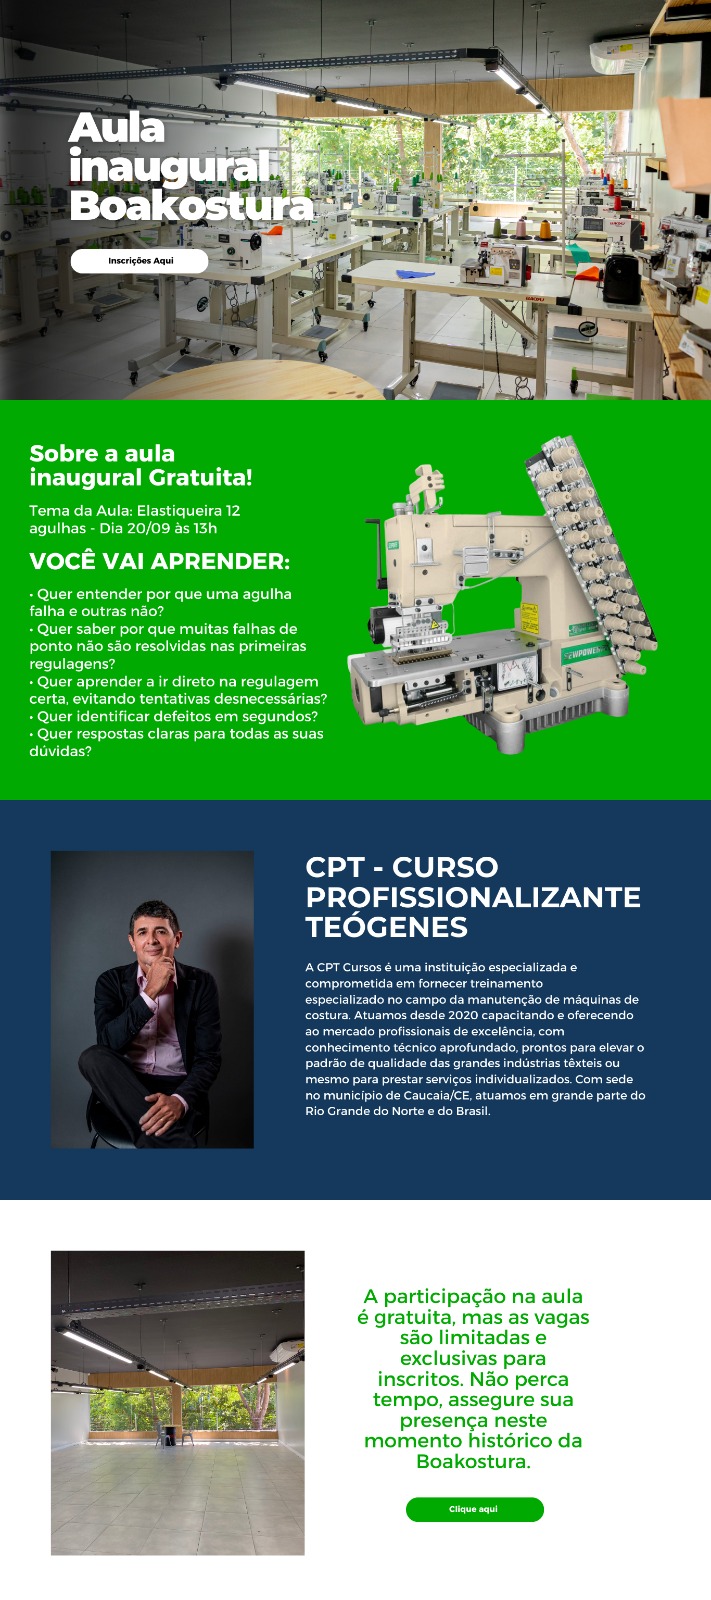 Aula
inaugural
Boakostura
Inscrições Aqui
Sobre a aula
inaugural Gratuita!
Tema da Aula: Elastiqueira 12
agulhas - Dia 20/09 às 13h
VOCÊ VAI APRENDER:
• Quer entender por que uma agulha
falha e outras não?
• Quer saber por que muitas falhas de
ponto não são resolvidas nas primeiras
regulagens?
• Quer aprender a ir direto na regulagem
certa, evitando tentativas desnecessárias?
• Quer identificar defeitos em segundos?
• Quer respostas claras para todas as suas
dúvidas?
CPT - CURSO
PROFISSIONALIZANTE
TEÓGENES
A CPT Cursos é uma instituição especializada e
comprometida em fornecer treinamento
especializado no campo da manutenção de máquinas de
costura. Atuamos desde 2020 capacitando e oferecendo
ao mercado profissionais de excelência, com
conhecimento técnico aprofundado, prontos para elevar o
padrão de qualidade das grandes indústrias têxteis ou
mesmo para prestar serviços individualizados. Com sede
no município de Caucaia/CE, atuamos em grande parte do
Rio Grande do Norte e do Brasil.
A participação na aula
é gratuita, mas as vagas
são limitadas e
exclusivas para
inscritos. Não perca
tempo, assegure sua
presença neste
momento histórico da
Boakostura.
Clique aqui